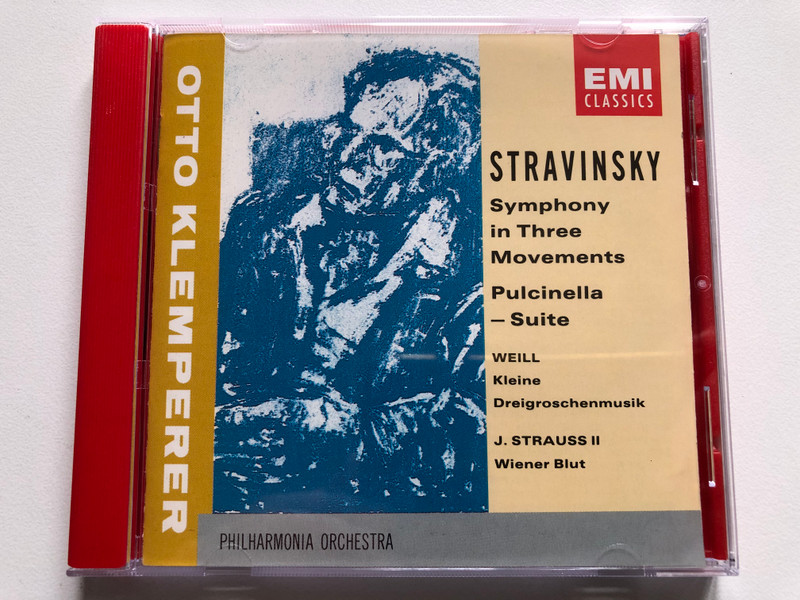 OTTO KLEMPERER
EMI
CLASSICS
STRAVINSKY
Symphony
in Three
Movements
Pulcinella
– Suite
WEILL
Kleine
Dreigroschenmusik
J. STRAUSS II
Wiener Blut
PHILHARMONIA ORCHESTRA